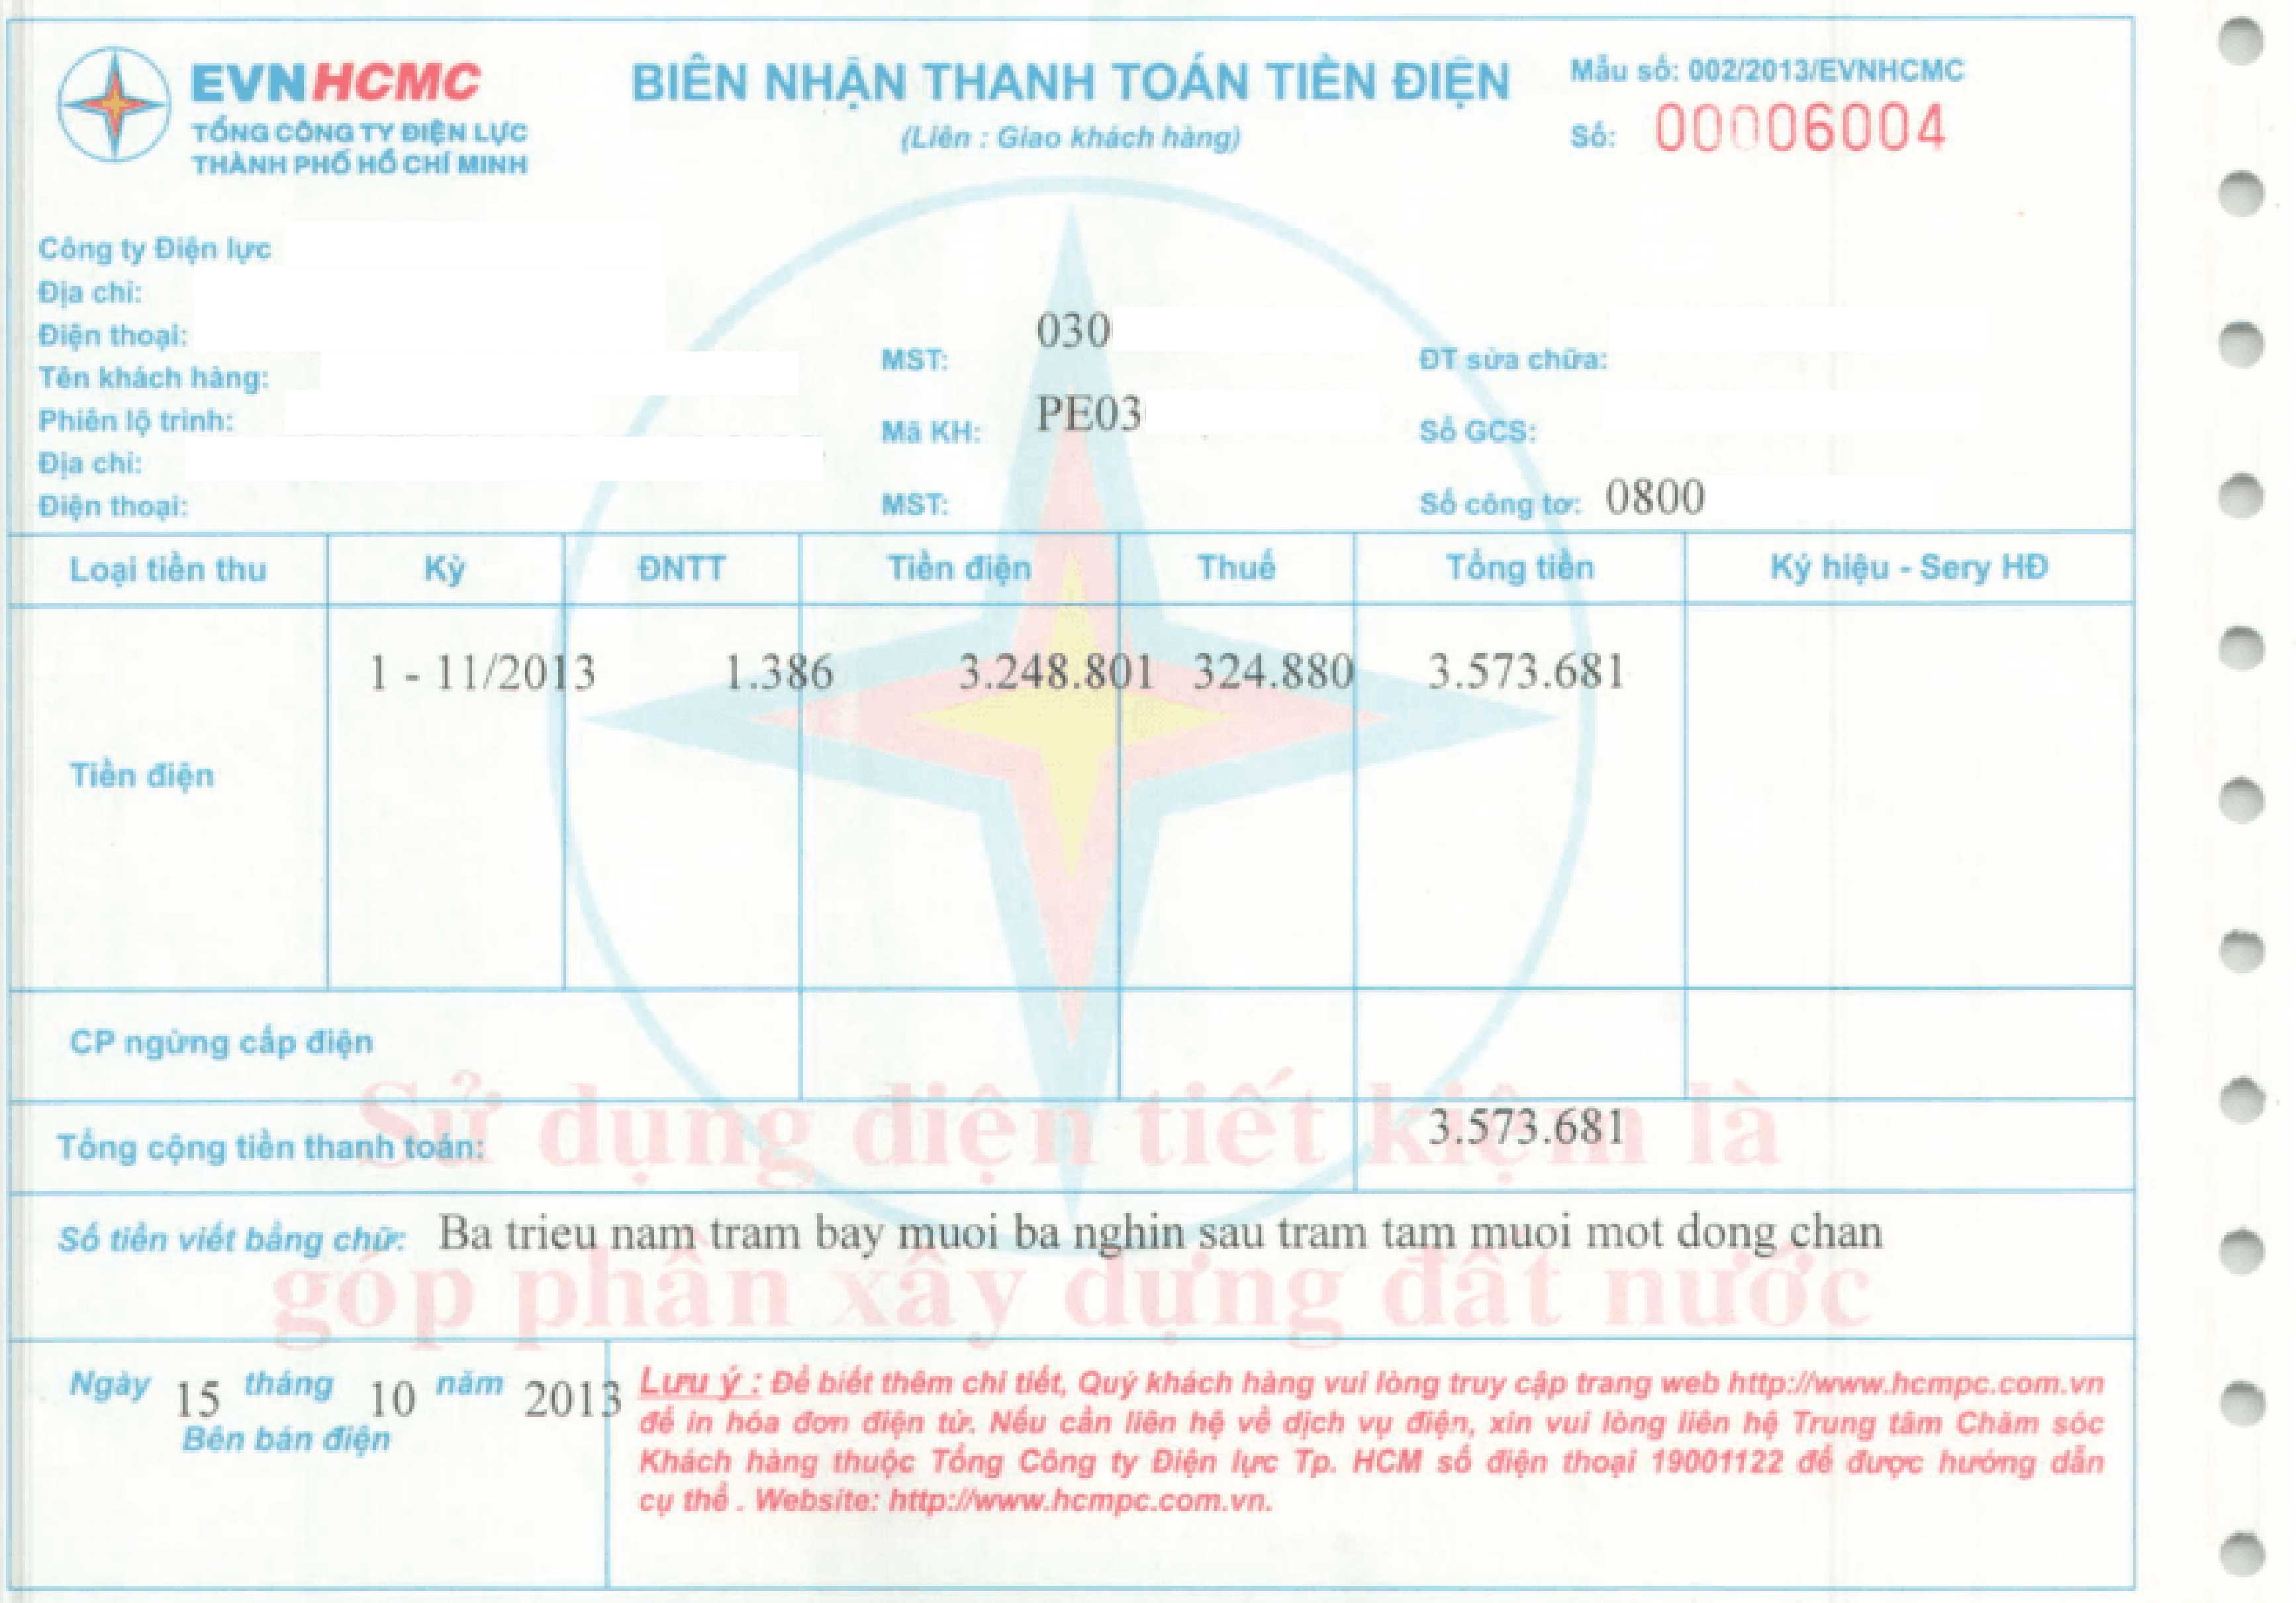 EVNHCMC
TỔNG CÔNG TY ĐIỆN LỰC
THÀNH PHỐ HỒ CHÍ MINH
BIÊN NHẬN THANH TOÁN TIỀN ĐIỆN
(Liên : Giao khách hàng)
Mẫu số: 002/2013/EVNHCMC
Số: 00006004
Công ty Điện lực
Địa chỉ:
Điện thoại:
MST: 030
ĐT sửa chữa:
Tên khách hàng:
Phiên lộ trình:
Mã KH: PE03
Số GCS:
Địa chỉ:
Điện thoại:
MST:
Số công tơ: 0800
Loại tiền thu Kỳ ĐNTT Tiền điện Thuế Tổng tiền Ký hiệu - Sery HĐ
1 - 11/2013 1.386 3.248.801 324.880 3.573.681
Tiền điện
CP ngừng cấp điện
Sử dụng điện tiết kiệm là
Tổng cộng tiền thanh toán: 3.573.681
Số tiền viết bằng chữ: Ba trieu nam tram bay muoi ba nghin sau tram tam muoi mot dong chan
góp phần xây dựng đất nước
Ngày 15 tháng 10 năm 2013
Bên bán điện
Lưu ý : Để biết thêm chi tiết, Quý khách hàng vui lòng truy cập trang web http://www.hcmpc.com.vn
để in hóa đơn điện tử. Nếu cần liên hệ về dịch vụ điện, xin vui lòng liên hệ Trung tâm Chăm sóc
Khách hàng thuộc Tổng Công ty Điện lực Tp. HCM số điện thoại 19001122 để được hướng dẫn
cụ thể . Website: http://www.hcmpc.com.vn.